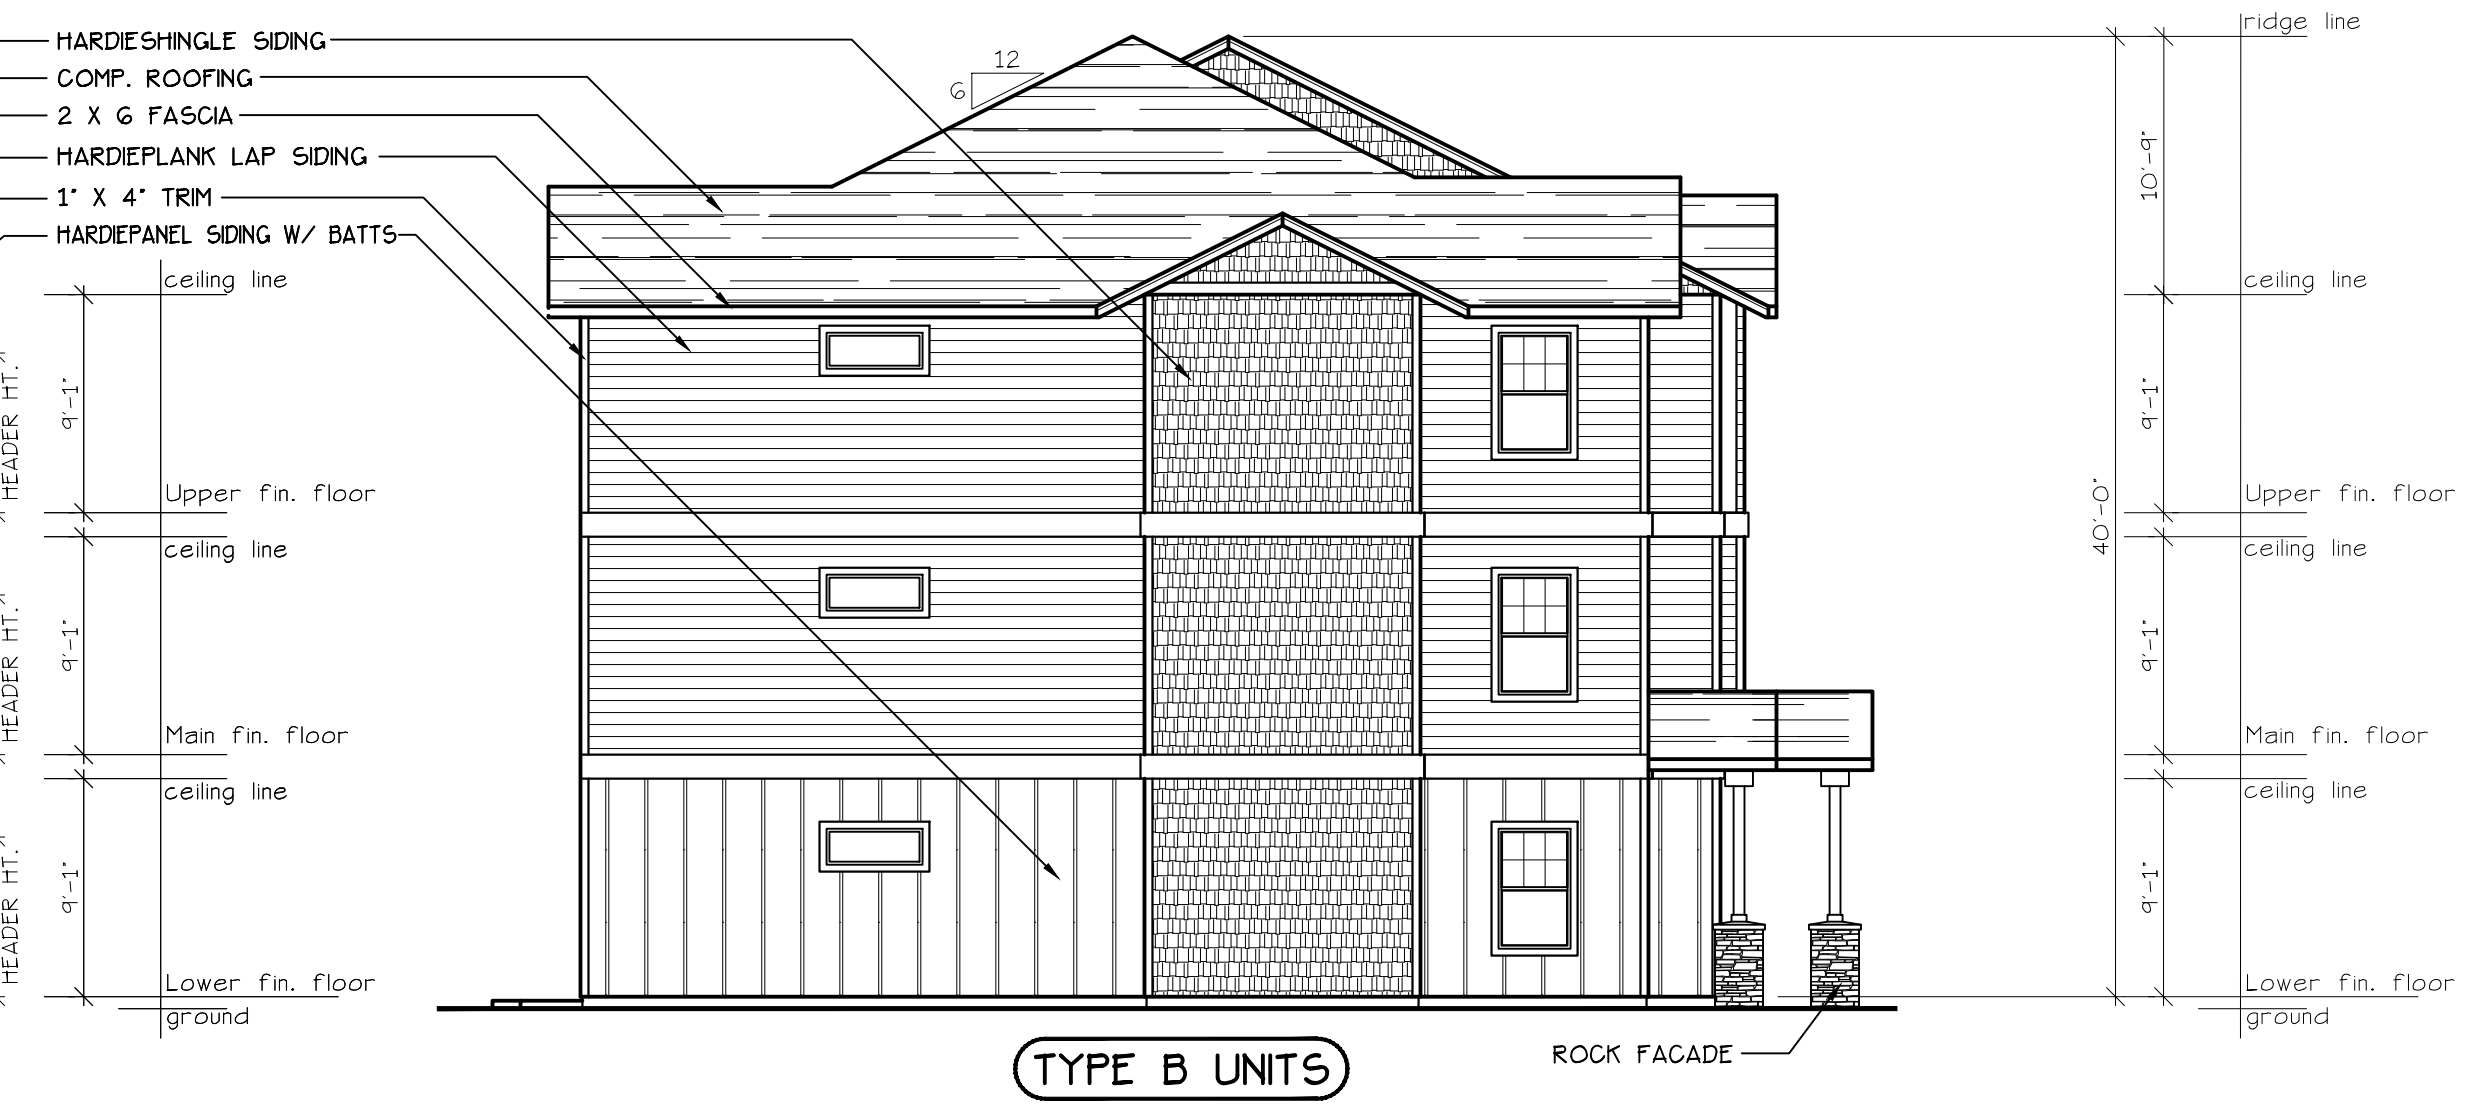 HARDIESHINGLE SIDING
COMP. ROOFING
2 X 6 FASCIA
HARDIEPLANK LAP SIDING
1" X 4" TRIM
HARDIEPANEL SIDING W/ BATTS
12
6
ridge line
10'-9"
ceiling line
ceiling line
HEADER HT.
9'-1"
9'-1"
Upper fin. floor
Upper fin. floor
40'-0"
ceiling line
ceiling line
HEADER HT.
9'-1"
9'-1"
Main fin. floor
Main fin. floor
ceiling line
ceiling line
HEADER HT.
9'-1"
9'-1"
Lower fin. floor
Lower fin. floor
ground
ground
ROCK FACADE
TYPE B UNITS